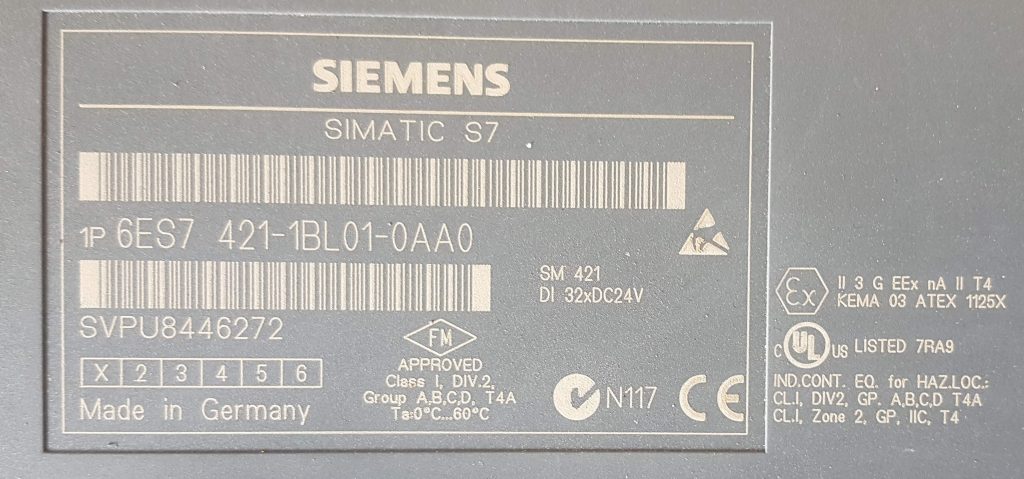 SIEMENS
SIMATIC S7
1P 6ES7 421-1BL01-0AA0
SM 421
DI 32xDC24V
SVPU8446272
X 2 3 4 5 6
Made in Germany
FM
APPROVED
Class I, DIV.2,
Group A,B,C,D, T4A
Ta:0°C...60°C
N117
CE
Ex
II 3 G EEx nA II T4
KEMA 03 ATEX 1125X
C UL US LISTED 7RA9
IND.CONT. EQ. for HAZ.LOC.:
CL.I, DIV2, GP. A,B,C,D T4A
CL.I, Zone 2, GP, IIC, T4